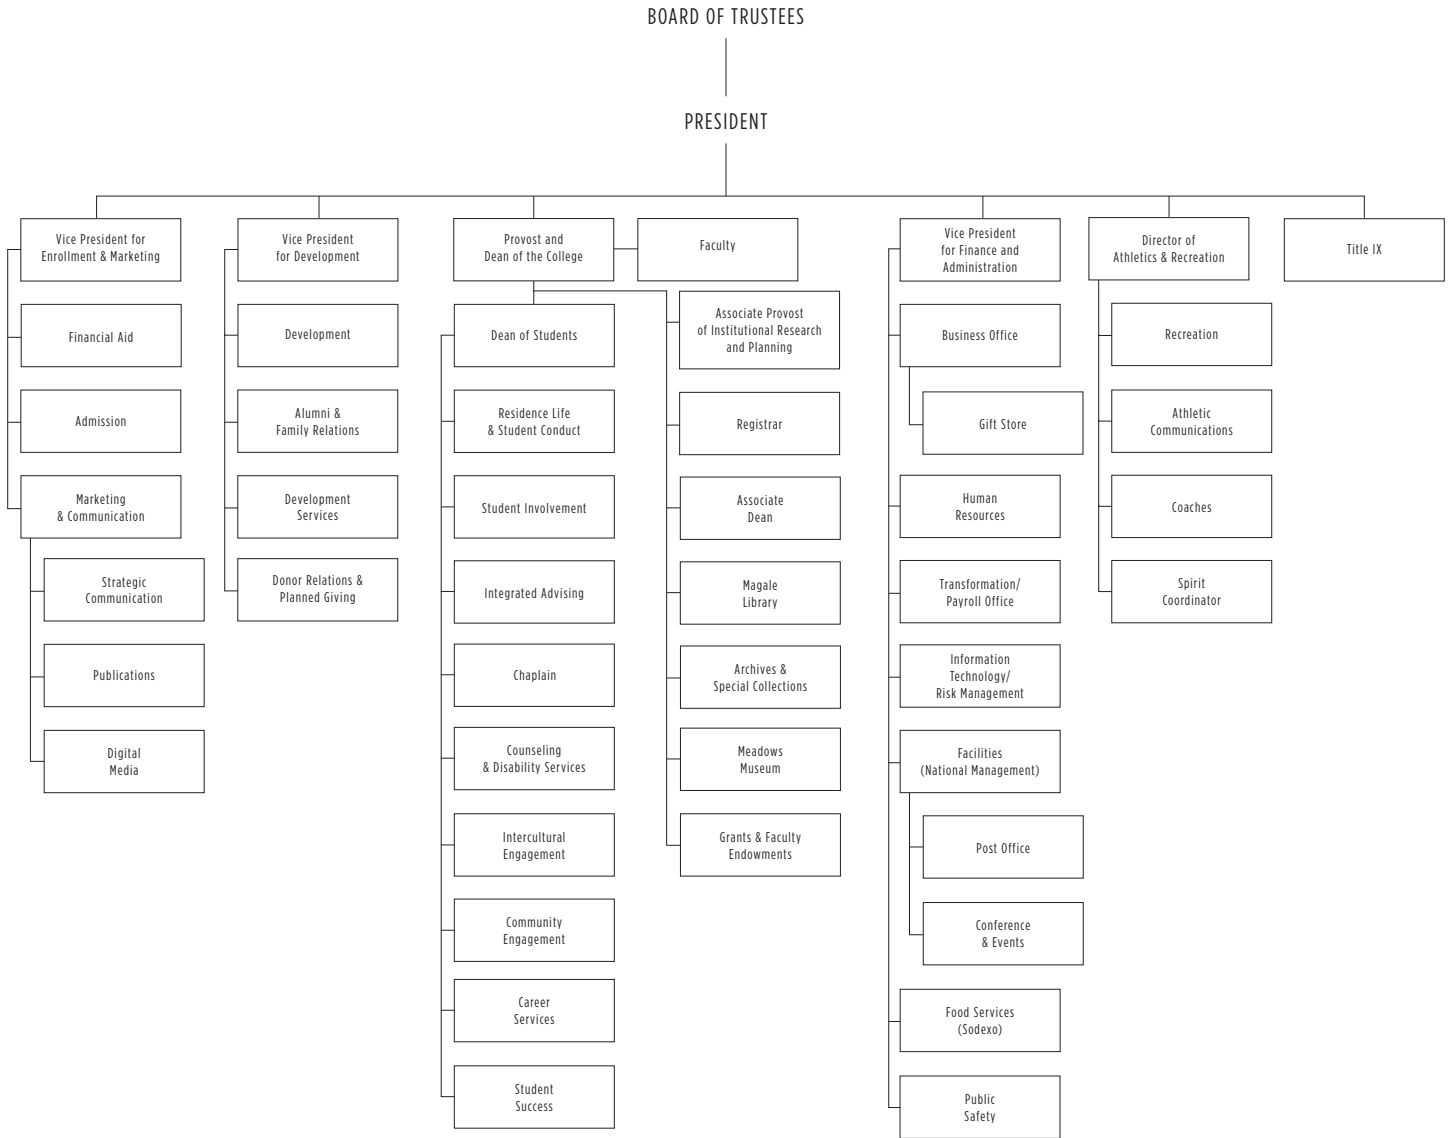 BOARD OF TRUSTEES
PRESIDENT
Vice President for
Enrollment & Marketing
Financial Aid
Admission
Marketing
& Communication
Strategic
Communication
Publications
Digital
Media
Vice President
for Development
Development
Alumni &
Family Relations
Development
Services
Donor Relations &
Planned Giving
Provost and
Dean of the College
Faculty
Dean of Students
Residence Life
& Student Conduct
Student Involvement
Integrated Advising
Chaplain
Counseling
& Disability Services
Intercultural
Engagement
Community
Engagement
Career
Services
Student
Success
Associate Provost
of Institutional Research
and Planning
Registrar
Associate
Dean
Magale
Library
Archives &
Special Collections
Meadows
Museum
Grants & Faculty
Endowments
Vice President
for Finance and
Administration
Business Office
Gift Store
Human
Resources
Transformation/
Payroll Office
Information
Technology/
Risk Management
Facilities
(National Management)
Post Office
Conference
& Events
Food Services
(Sodexo)
Public
Safety
Director of
Athletics & Recreation
Recreation
Athletic
Communications
Coaches
Spirit
Coordinator
Title IX